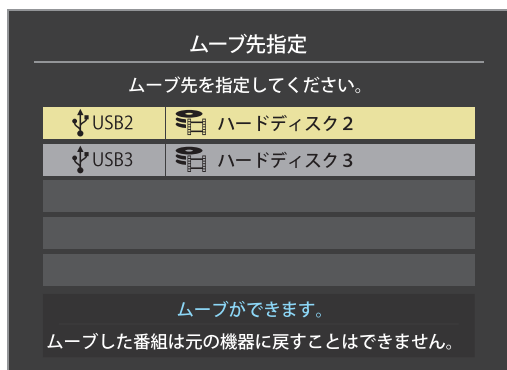 ムーブ先指定
ムーブ先を指定してください。
USB2 ハードディスク 2
USB3 ハードディスク 3
ムーブができます。
ムーブした番組は元の機器に戻すことはできません。